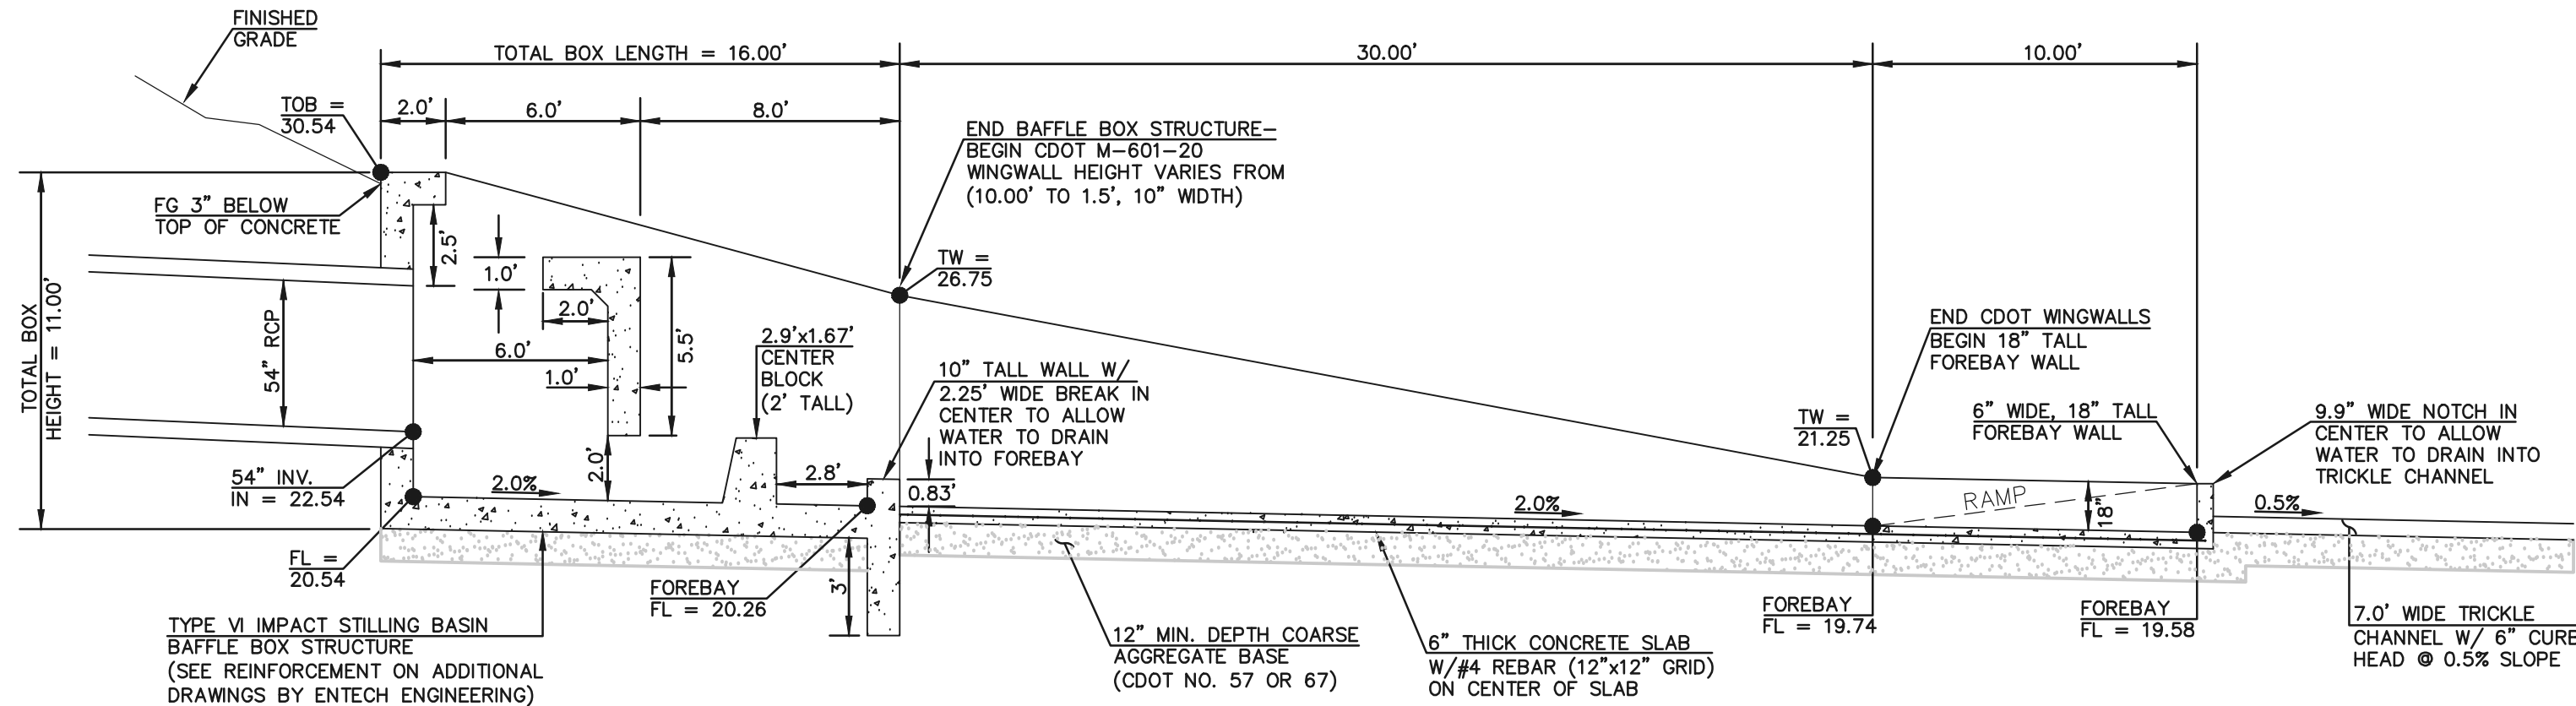 FINISHED
GRADE
TOTAL BOX LENGTH = 16.00'
30.00'
10.00'
TOB =
30.54
2.0'
6.0'
8.0'
END BAFFLE BOX STRUCTURE-
BEGIN CDOT M-601-20
WINGWALL HEIGHT VARIES FROM
(10.00' TO 1.5', 10" WIDTH)
FG 3" BELOW
TOP OF CONCRETE
2.5'
1.0'
2.0'
TW =
26.75
TOTAL BOX
HEIGHT = 11.00'
54" RCP
6.0'
1.0'
5.5'
2.9'x1.67'
CENTER
BLOCK
(2' TALL)
10" TALL WALL W/
2.25' WIDE BREAK IN
CENTER TO ALLOW
WATER TO DRAIN
INTO FOREBAY
END CDOT WINGWALLS
BEGIN 18" TALL
FOREBAY WALL
TW =
21.25
6" WIDE, 18" TALL
FOREBAY WALL
9.9" WIDE NOTCH IN
CENTER TO ALLOW
WATER TO DRAIN INTO
TRICKLE CHANNEL
54" INV.
IN = 22.54
2.0%
2.0'
2.8'
0.83'
2.0%
RAMP
18"
0.5%
FL =
20.54
FOREBAY
FL = 20.26
3'
TYPE VI IMPACT STILLING BASIN
BAFFLE BOX STRUCTURE
(SEE REINFORCEMENT ON ADDITIONAL
DRAWINGS BY ENTECH ENGINEERING)
12" MIN. DEPTH COARSE
AGGREGATE BASE
(CDOT NO. 57 OR 67)
6" THICK CONCRETE SLAB
W/#4 REBAR (12"x12" GRID)
ON CENTER OF SLAB
FOREBAY
FL = 19.74
FOREBAY
FL = 19.58
7.0' WIDE TRICKLE
CHANNEL W/ 6" CURB
HEAD @ 0.5% SLOPE